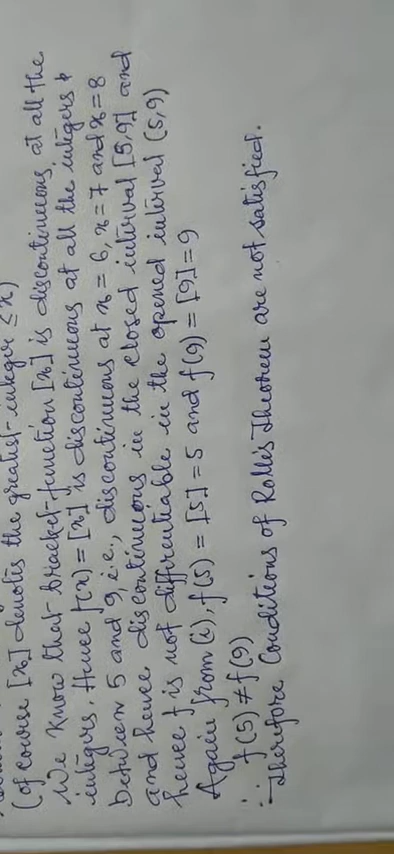 (of course [x] denotes the greatest-integer ≤ x)
We know that bracket-function [x] is discontinuous at all the
integers. Hence f(x) = [x] is discontinuous at all the integers
between 5 and 9, i.e., discontinuous at x = 6, x = 7 and x = 8
and hence discontinuous in the closed interval [5,9] and
hence f is not differentiable in the opened interval (5,9)
Again from (i), f(5) = [5] = 5 and f(9) = [9] = 9
∴ f(5) ≠ f(9)
Therefore Conditions of Rolle's Theorem are not satisfied.